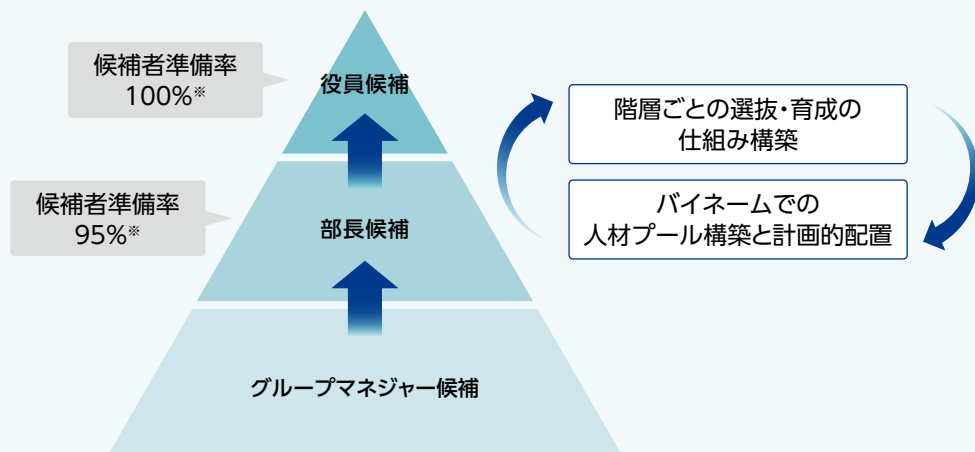 候補者準備率
100%※
役員候補
候補者準備率
95%※
部長候補
グループマネジャー候補
階層ごとの選抜・育成の
仕組み構築
バイネームでの
人材プール構築と計画的配置